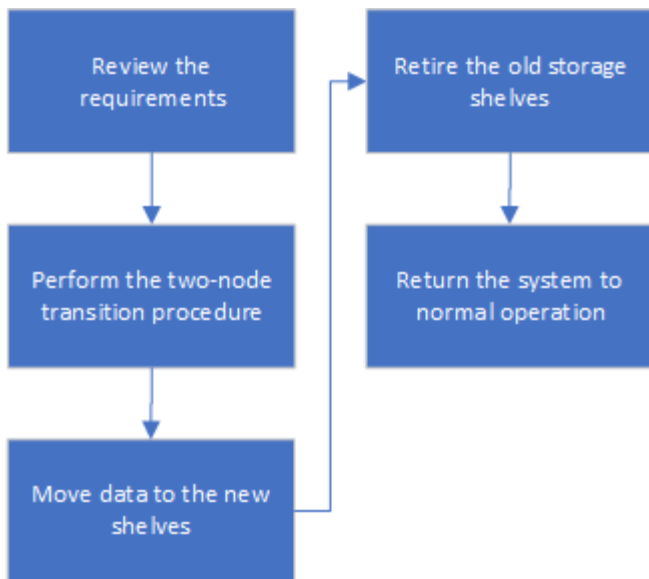 Review the
requirements
Perform the two-node
transition procedure
Move data to the new
shelves
Retire the old storage
shelves
Return the system to
normal operation